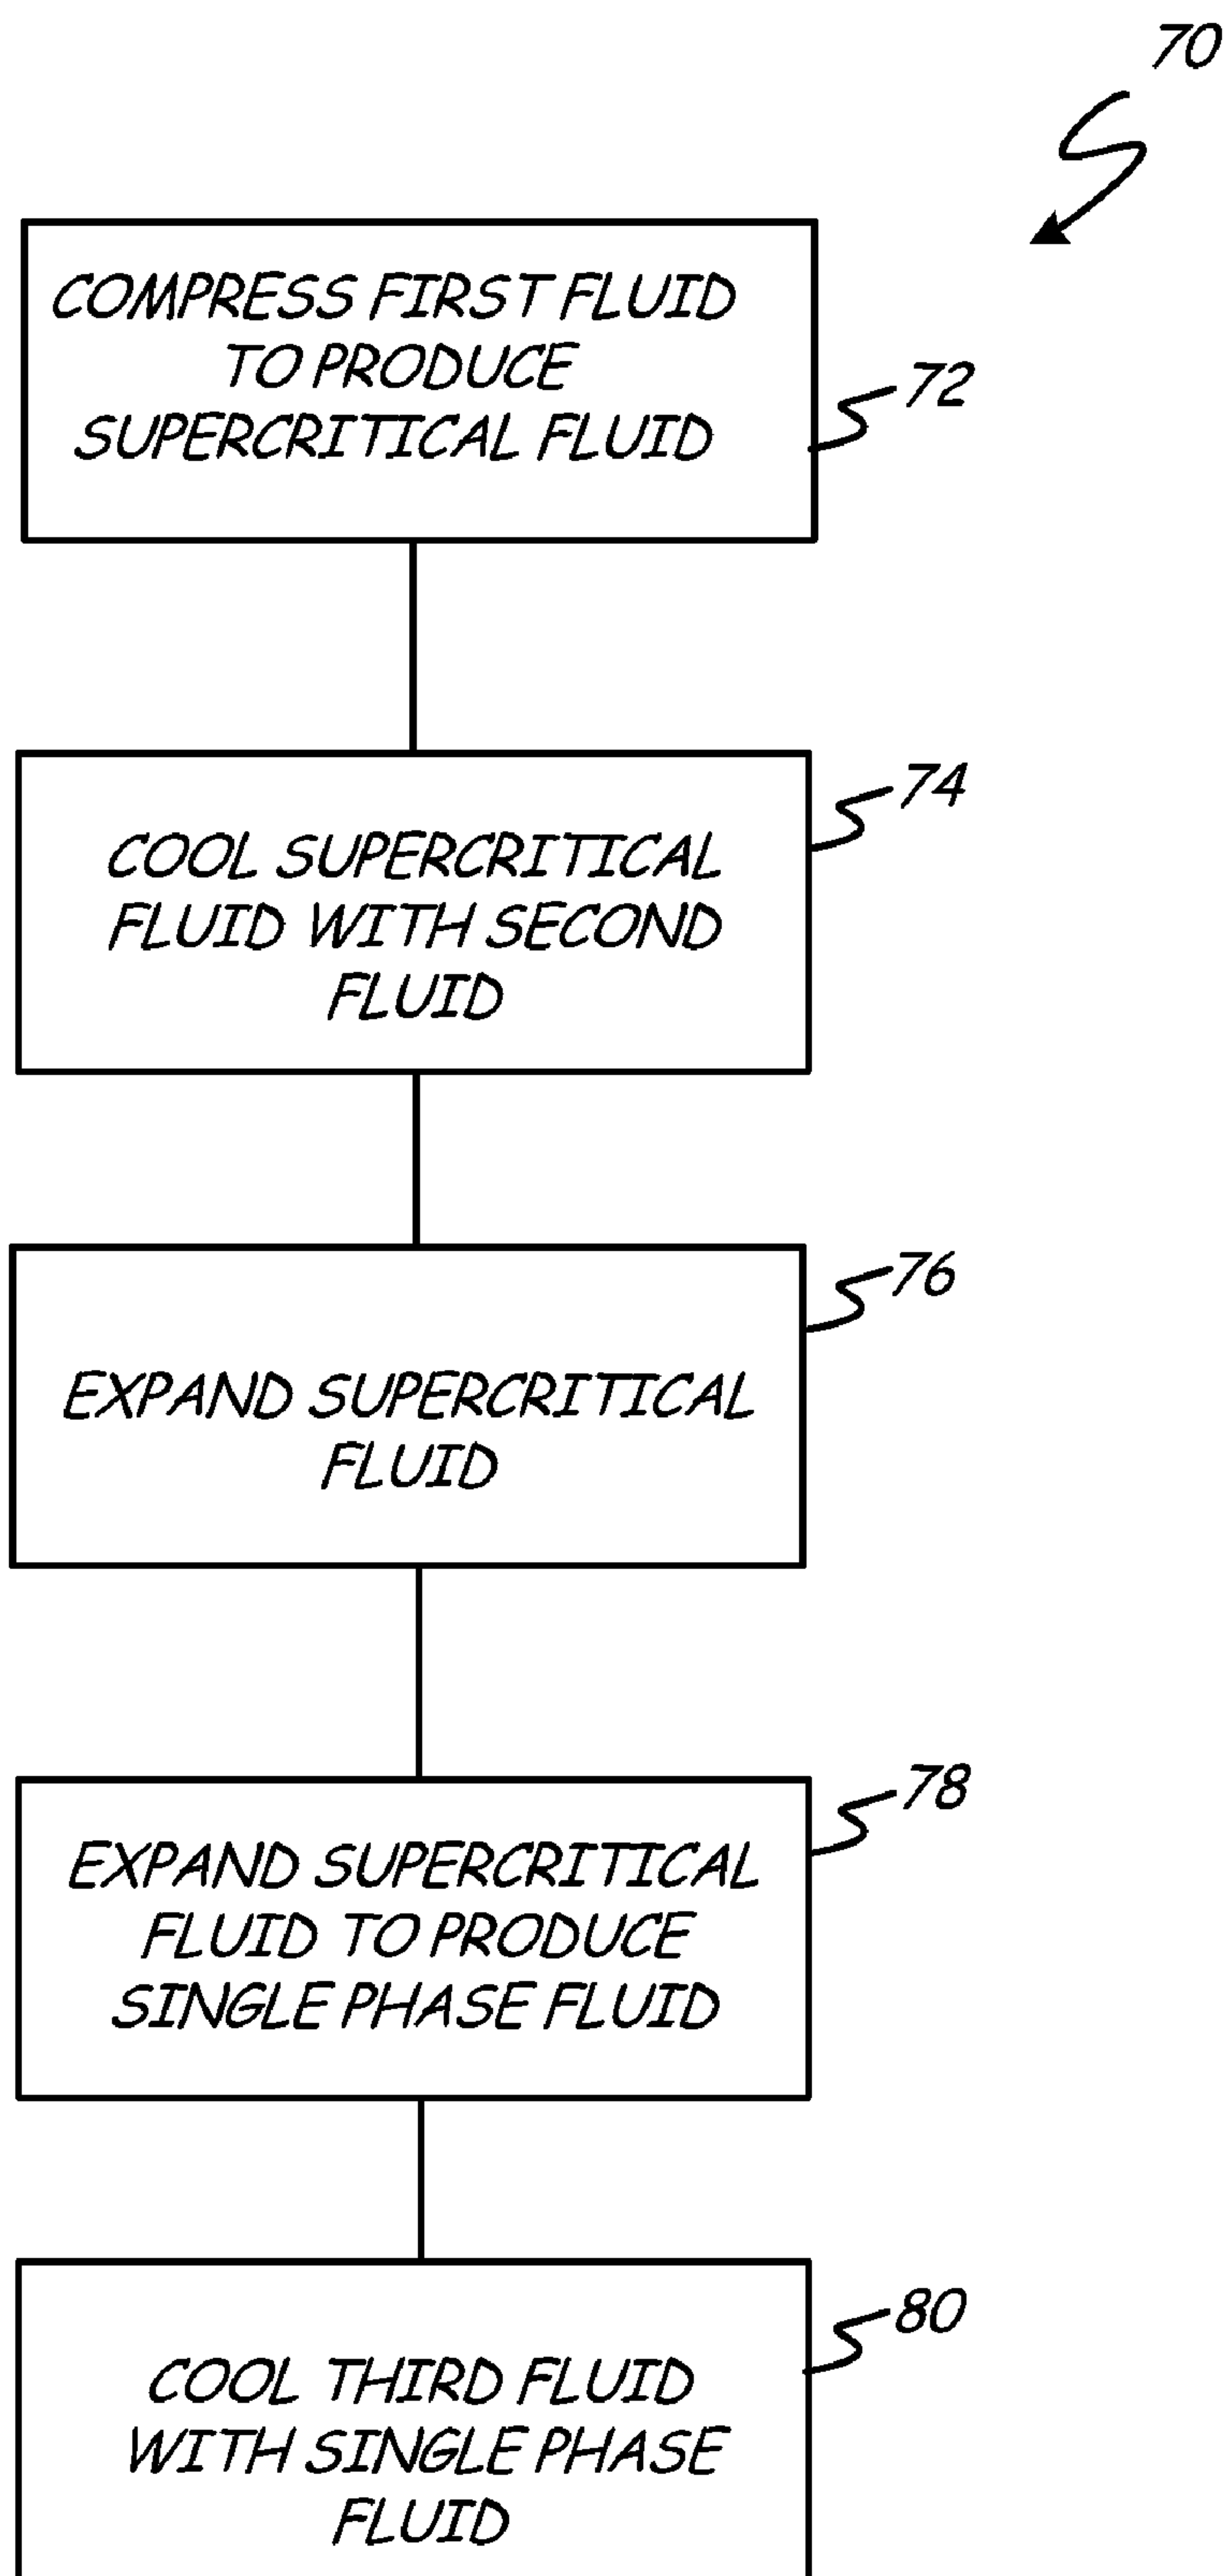 70
COMPRESS FIRST FLUID
TO PRODUCE
SUPERCRITICAL FLUID
72
COOL SUPERCRITICAL
FLUID WITH SECOND
FLUID
74
EXPAND SUPERCRITICAL
FLUID
76
EXPAND SUPERCRITICAL
FLUID TO PRODUCE
SINGLE PHASE FLUID
78
COOL THIRD FLUID
WITH SINGLE PHASE
FLUID
80